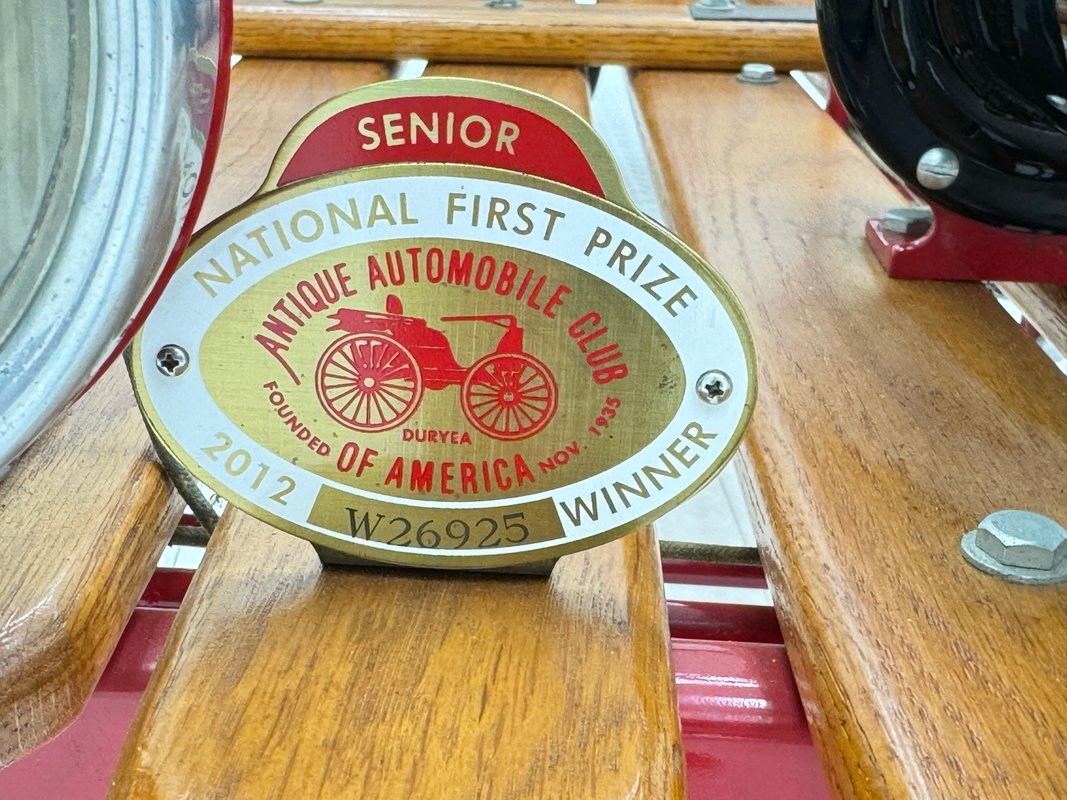 SENIOR
NATIONAL FIRST PRIZE
ANTIQUE AUTOMOBILE CLUB
DURYEA
FOUNDED OF AMERICA NOV. 1935
2012 WINNER
W26925